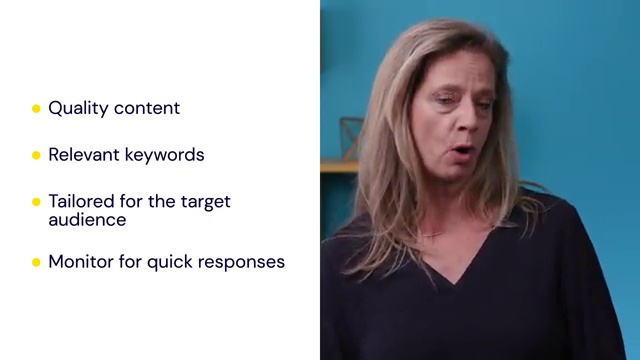 Quality content
Relevant keywords
Tailored for the target
audience
Monitor for quick responses